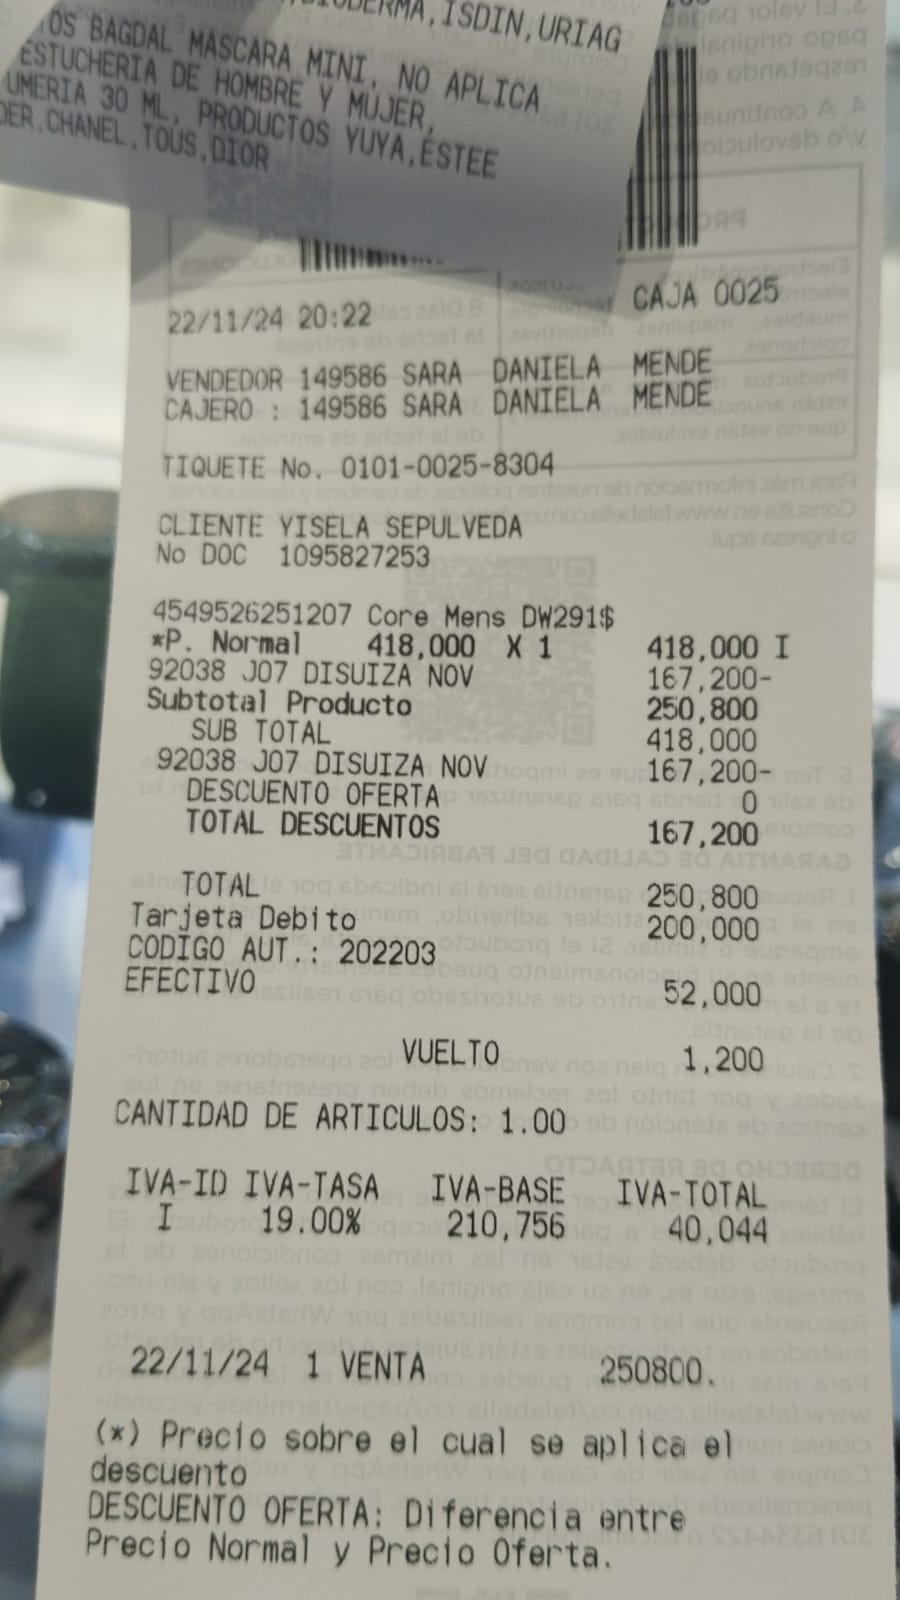 DERMA,ISDIN,URIAG
OS BAGDAL MASCARA MINI, NO APLICA
ESTUCHERIA DE HOMBRE Y MUJER,
UMERIA 30 ML, PRODUCTOS YUYA,ESTEE
DER,CHANEL,TOUS,DIOR
22/11/24 20:22 CAJA 0025
VENDEDOR 149586 SARA DANIELA MENDE
CAJERO : 149586 SARA DANIELA MENDE
TIQUETE No. 0101-0025-8304
CLIENTE YISELA SEPULVEDA
No DOC 1095827253
4549526251207 Core Mens DW291$
*P. Normal 418,000 X 1 418,000 I
92038 J07 DISUIZA NOV 167,200-
Subtotal Producto 250,800
SUB TOTAL 418,000
92038 J07 DISUIZA NOV 167,200-
DESCUENTO OFERTA 0
TOTAL DESCUENTOS 167,200
TOTAL 250,800
Tarjeta Debito 200,000
CODIGO AUT.: 202203
EFECTIVO 52,000
VUELTO 1,200
CANTIDAD DE ARTICULOS: 1.00
IVA-ID IVA-TASA IVA-BASE IVA-TOTAL
I 19.00% 210,756 40,044
22/11/24 1 VENTA 250800.
(*) Precio sobre el cual se aplica el
descuento
DESCUENTO OFERTA: Diferencia entre
Precio Normal y Precio Oferta.